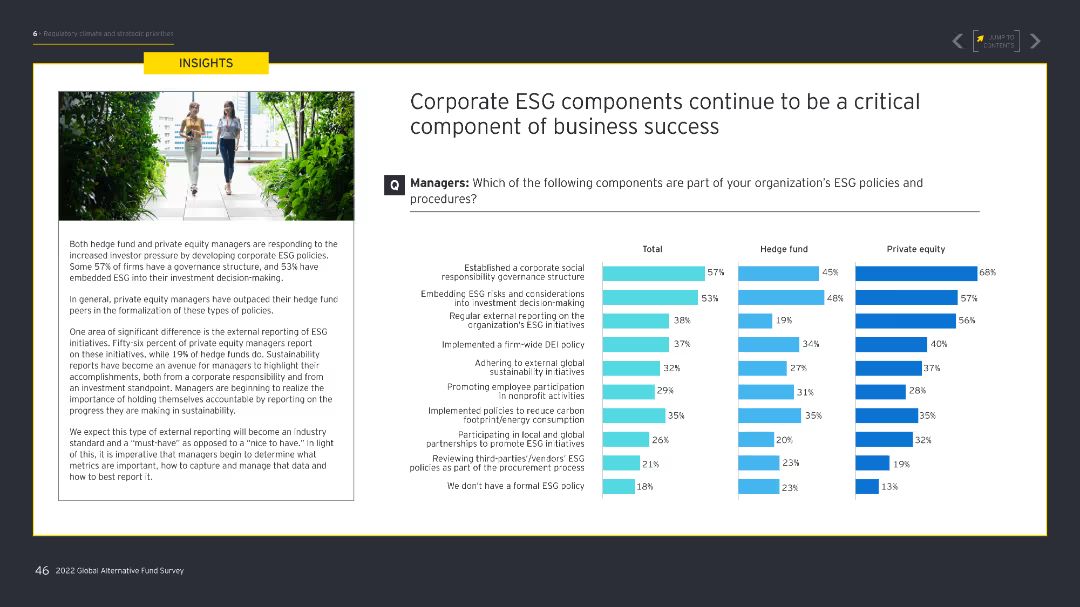 6 - Regulatory climate and strategic priorities
JUMP TO
CONTENTS
INSIGHTS
Both hedge fund and private equity managers are responding to the
increased investor pressure by developing corporate ESG policies.
Some 57% of firms have a governance structure, and 53% have
embedded ESG into their investment decision-making.
In general, private equity managers have outpaced their hedge fund
peers in the formalization of these types of policies.
One area of significant difference is the external reporting of ESG
initiatives. Fifty-six percent of private equity managers report
on these initiatives, while 19% of hedge funds do. Sustainability
reports have become an avenue for managers to highlight their
accomplishments, both from a corporate responsibility and from
an investment standpoint. Managers are beginning to realize the
importance of holding themselves accountable by reporting on the
progress they are making in sustainability.
We expect this type of external reporting will become an industry
standard and a “must-have” as opposed to a “nice to have.” In light
of this, it is imperative that managers begin to determine what
metrics are important, how to capture and manage that data and
how to best report it.
Corporate ESG components continue to be a critical
component of business success
Q Managers: Which of the following components are part of your organization’s ESG policies and
procedures?
Total Hedge fund Private equity
Established a corporate social
responsibility governance structure 57% 45% 68%
Embedding ESG risks and considerations
into investment decision-making 53% 48% 57%
Regular external reporting on the
organization’s ESG initiatives 38% 19% 56%
Implemented a firm-wide DEI policy 37% 34% 40%
Adhering to external global
sustainability initiatives 32% 27% 37%
Promoting employee participation
in nonprofit activities 29% 31% 28%
Implemented policies to reduce carbon
footprint/energy consumption 35% 35% 35%
Participating in local and global
partnerships to promote ESG initiatives 26% 20% 32%
Reviewing third-parties’/vendors’ ESG
policies as part of the procurement process 21% 23% 19%
We don’t have a formal ESG policy 18% 23% 13%
46 2022 Global Alternative Fund Survey